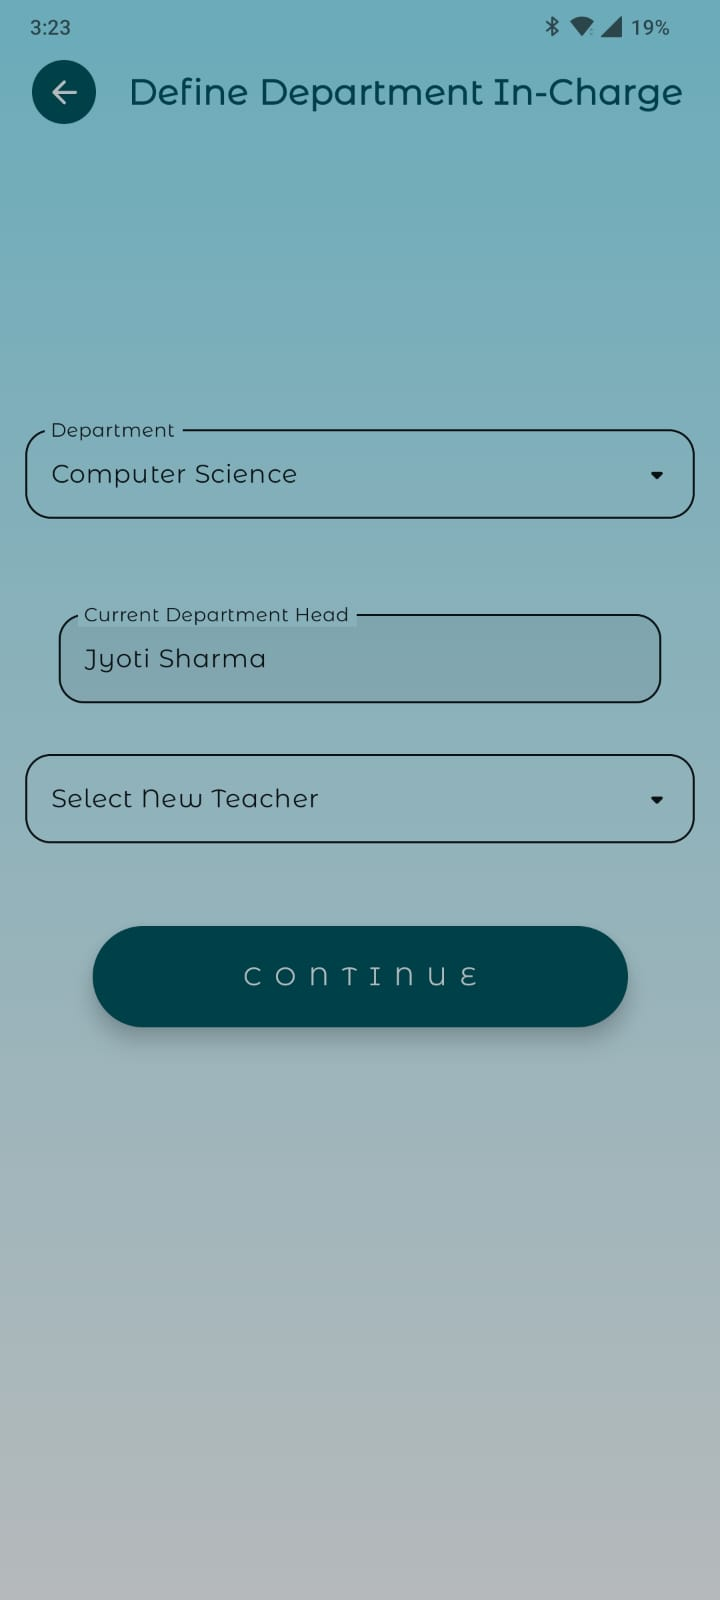 3:23 19%
Define Department In-Charge
Department
Computer Science
Current Department Head
Jyoti Sharma
Select New Teacher
CONTINUE